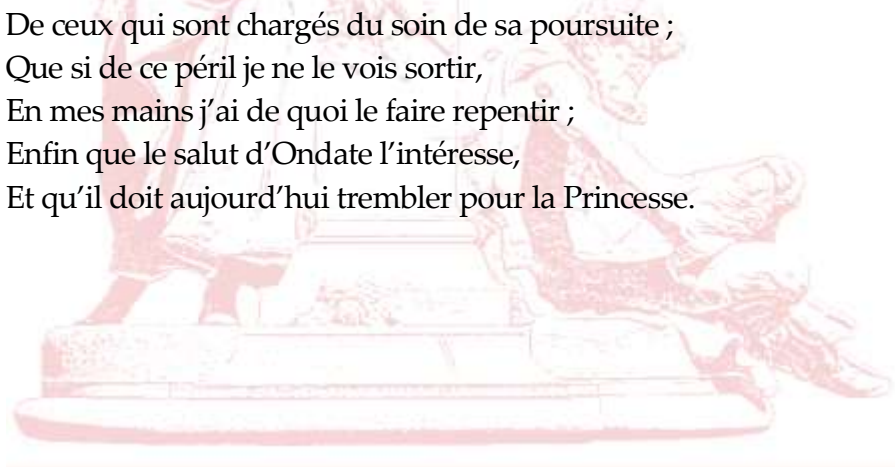 De ceux qui sont chargés du soin de sa poursuite ;
Que si de ce péril je ne le vois sortir,
En mes mains j’ai de quoi le faire repentir ;
Enfin que le salut d’Ondate l’intéresse,
Et qu’il doit aujourd’hui trembler pour la Princesse.